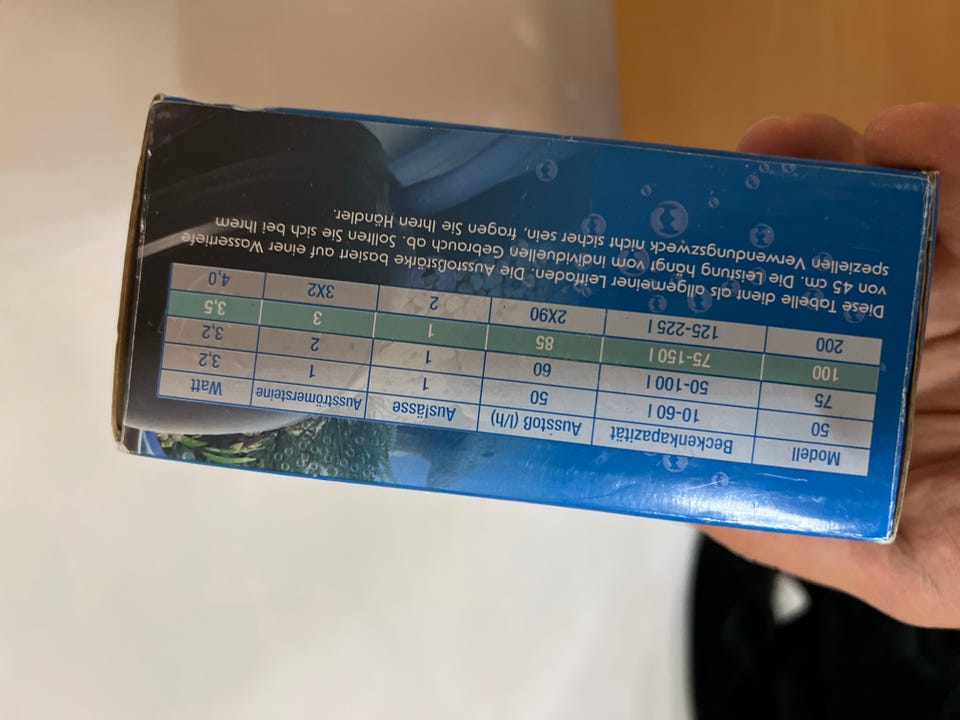 Modell Beckenkapazität Ausstoß (l/h) Auslässe Ausströmersteine Watt
50 10-60 l 50 1 1 3,2
75 50-100 l 60 1 2 3,2
100 75-150 l 85 1 3 3,5
200 125-225 l 2X90 2 3X2 4,0
Diese Tabelle dient als allgemeiner Leitfaden. Die Ausstoßstärke basiert auf einer Wassertiefe
von 45 cm. Die Leistung hängt vom individuellen Gebrauch ab. Sollten Sie sich bei Ihrem
speziellen Verwendungszweck nicht sicher sein, fragen Sie Ihren Händler.